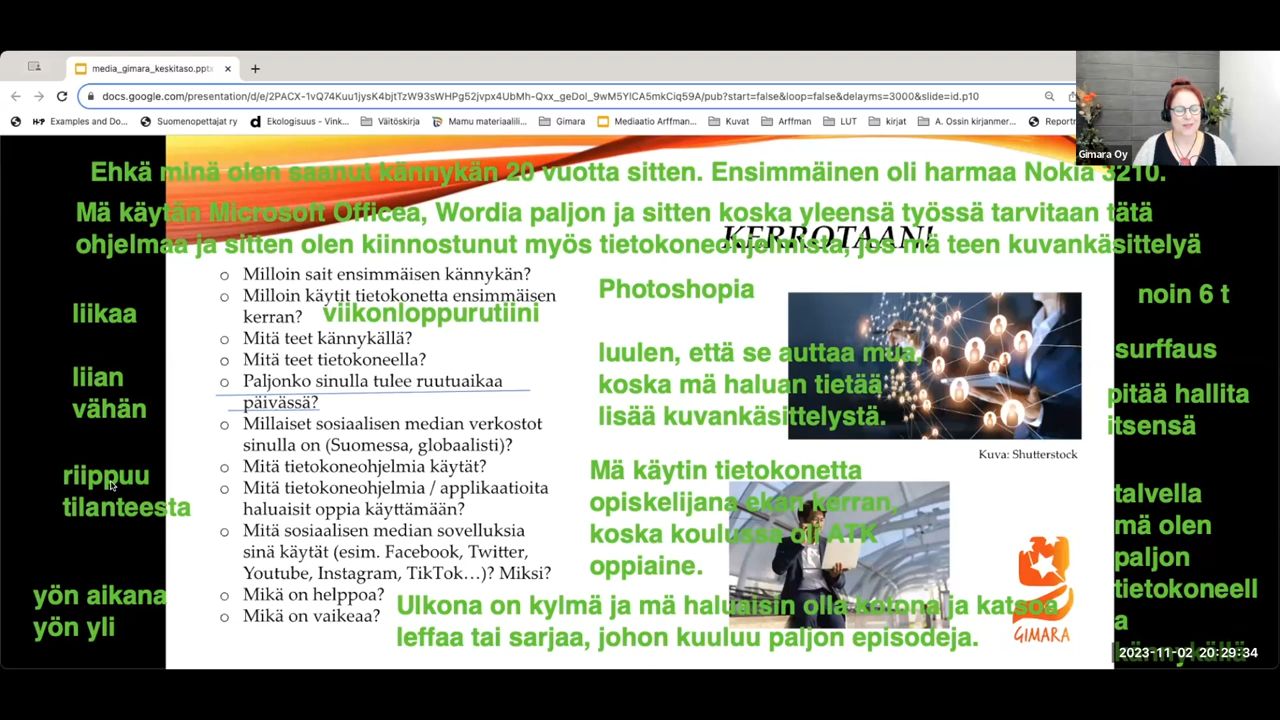 media_gimara_keskitaso.pptx
docs.google.com/presentation/d/e/2PACX-1vQ74Kuu1jysK4bjtTzW93sWHPg52jvpx4UbMh-Qxx_geDol_9wM5YlCA5mkCiq59A/pub?start=false&loop=false&delayms=3000&slide=id.p10
Examples and Do... Suomenopettajat ry Ekologisuus - Vink... Väitöskirja Mamu materiaalili... Gimara Mediaatio Arffman... Kuvat Arffman LUT kirjat A. Ossin kirjanmer... Reportr
Gimara Oy
Ehkä minä olen saanut kännykän 20 vuotta sitten. Ensimmäinen oli harmaa Nokia 3210.
Mä käytän Microsoft Officea, Wordia paljon ja sitten koska yleensä työssä tarvitaan tätä
ohjelmaa ja sitten olen kiinnostunut myös tietokoneohjelmista, jos mä teen kuvankäsittelyä
KERROTAAN!
Milloin sait ensimmäisen kännykän?
Milloin käytit tietokonetta ensimmäisen
kerran?
viikonloppurutiini
Mitä teet kännykällä?
Mitä teet tietokoneella?
Paljonko sinulla tulee ruutuaikaa
päivässä?
Millaiset sosiaalisen median verkostot
sinulla on (Suomessa, globaalisti)?
Mitä tietokoneohjelmia käytät?
Mitä tietokoneohjelmia / applikaatioita
haluaisit oppia käyttämään?
Mitä sosiaalisen median sovelluksia
sinä käytät (esim. Facebook, Twitter,
Youtube, Instagram, TikTok...)? Miksi?
Mikä on helppoa?
Mikä on vaikeaa?
liikaa
liian
vähän
riippuu
tilanteesta
yön aikana
yön yli
Photoshopia
luulen, että se auttaa mua,
koska mä haluan tietää
lisää kuvankäsittelystä.
Kuva: Shutterstock
Mä käytin tietokonetta
opiskelijana ekan kerran,
koska koulussa oli ATK
oppiaine.
Ulkona on kylmä ja mä haluaisin olla kotona ja katsoa
leffaa tai sarjaa, johon kuuluu paljon episodeja.
GIMARA
noin 6 t
surffaus
pitää hallita
itsensä
talvella
mä olen
paljon
tietokoneell
a
kännykällä
2023-11-02 20:29:34